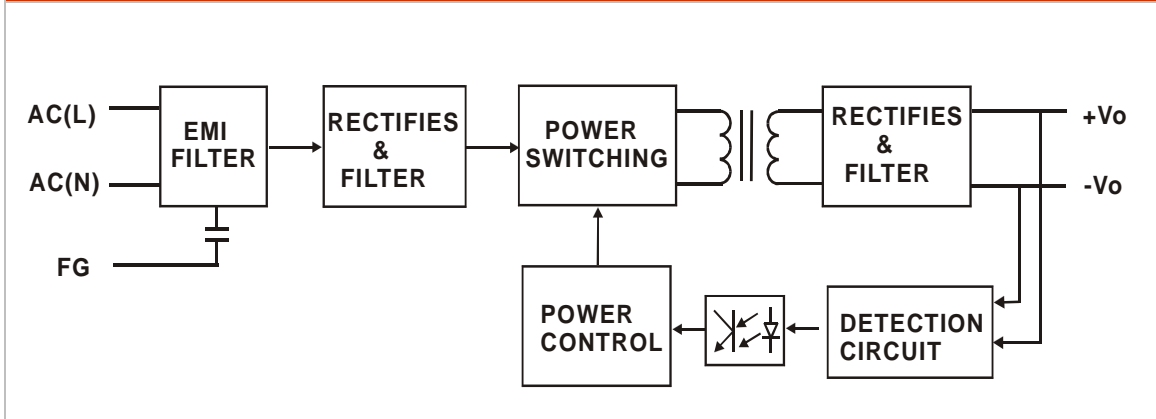 AC(L)
AC(N)
FG
EMI
FILTER
RECTIFIES
&
FILTER
POWER
SWITCHING
RECTIFIES
&
FILTER
+Vo
-Vo
POWER
CONTROL
DETECTION
CIRCUIT